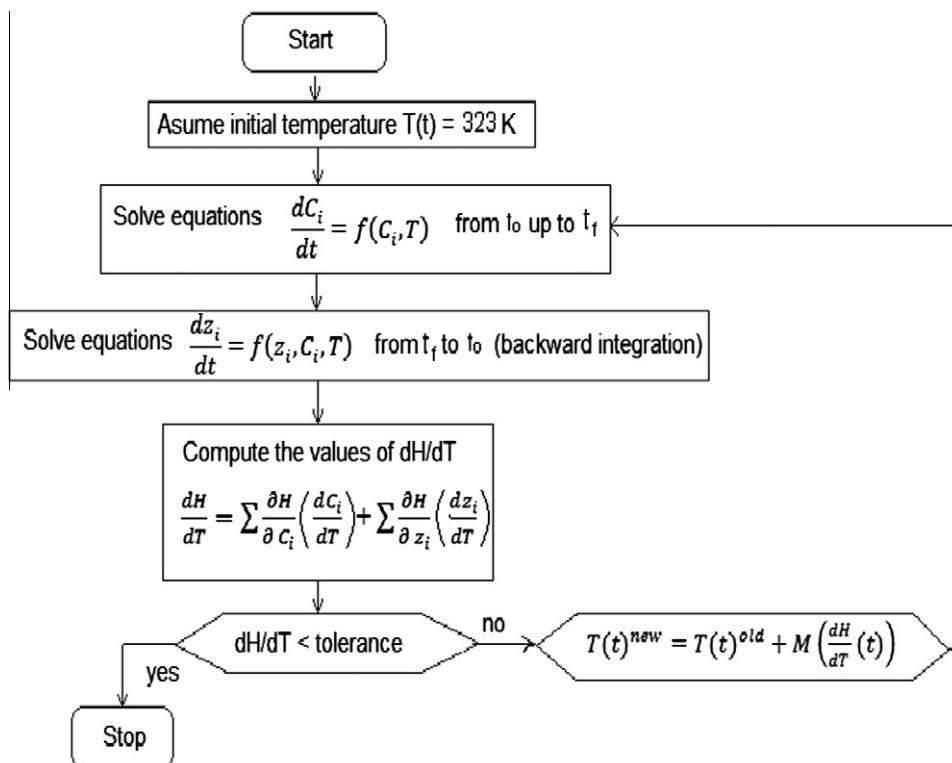 Start
Asume initial temperature T(t) = 323 K
Solve equations dC_i/dt = f(C_i,T) from t₀ up to t_f
Solve equations dz_i/dt = f(z_i,C_i,T) from t_f to t₀ (backward integration)
Compute the values of dH/dT
dH/dT = ∑ ∂H/∂C_i (dC_i/dT) + ∑ ∂H/∂z_i (dz_i/dT)
dH/dT < tolerance
no
T(t)^new = T(t)^old + M (dH/dT (t))
yes
Stop